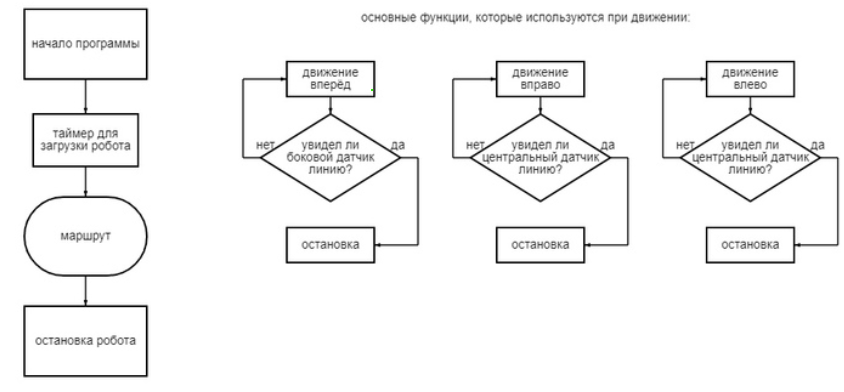 основные функции, которые используются при движении:
начало программы
таймер для
загрузки робота
маршрут
остановка робота
движение
вперёд
нет
увидел ли
боковой датчик
линию?
да
остановка
движение
вправо
нет
увидел ли
центральный датчик
линию?
да
остановка
движение
влево
нет
увидел ли
центральный датчик
линию?
да
остановка